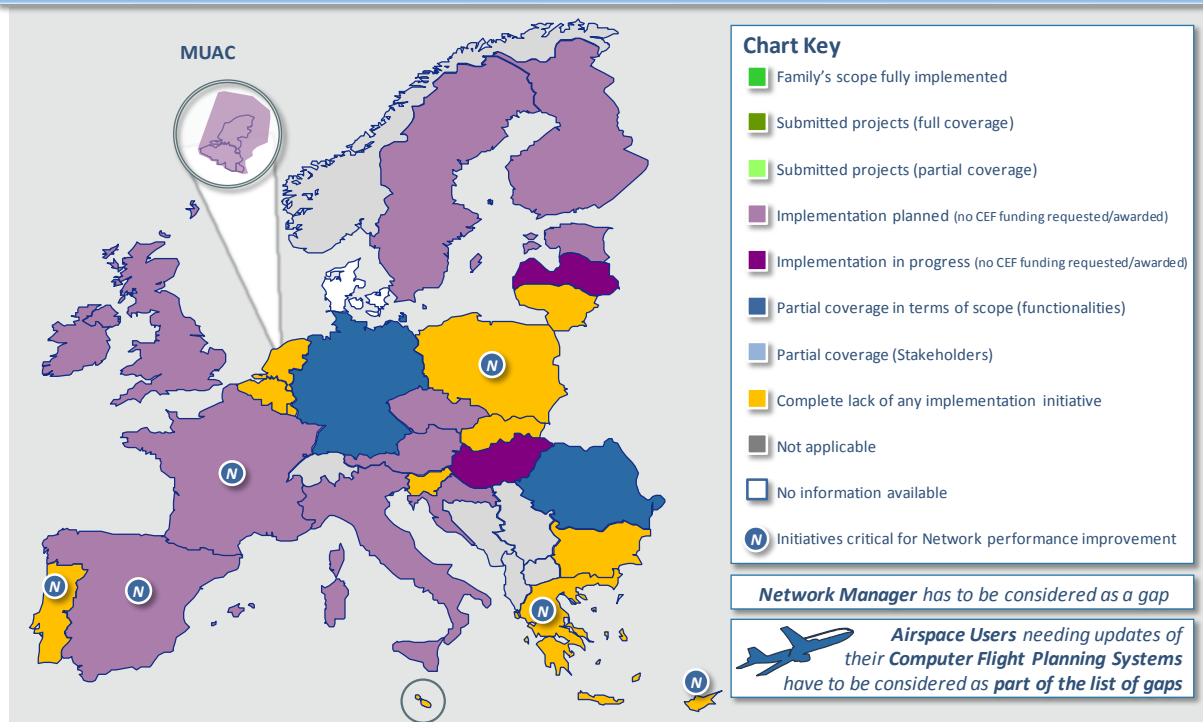 MUAC
N
N
N
N
N
N
Chart Key
Family's scope fully implemented
Submitted projects (full coverage)
Submitted projects (partial coverage)
Implementation planned (no CEF funding requested/awarded)
Implementation in progress (no CEF funding requested/awarded)
Partial coverage in terms of scope (functionalities)
Partial coverage (Stakeholders)
Complete lack of any implementation initiative
Not applicable
No information available
N Initiatives critical for Network performance improvement
Network Manager has to be considered as a gap
Airspace Users needing updates of
their Computer Flight Planning Systems
have to be considered as part of the list of gaps